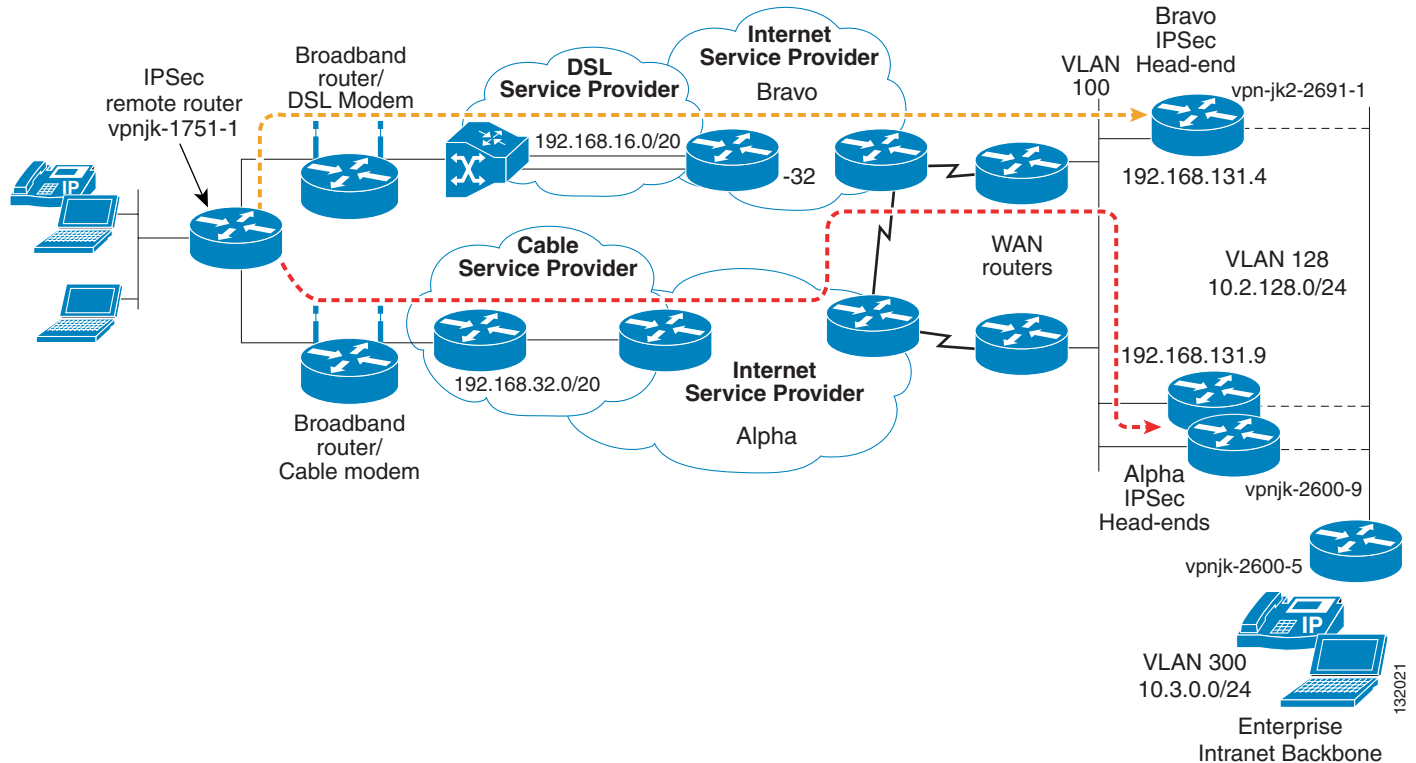 IPSec
remote router
vpnjk-1751-1
Broadband
router/
DSL Modem
DSL
Service Provider
Internet
Service Provider
Bravo
VLAN
100
Bravo
IPSec
Head-end
vpn-jk2-2691-1
192.168.16.0/20
-32
192.168.131.4
IP
Cable
Service Provider
WAN
routers
VLAN 128
10.2.128.0/24
192.168.32.0/20
Internet
Service Provider
Alpha
192.168.131.9
Broadband
router/
Cable modem
Alpha
IPSec
Head-ends
vpnjk-2600-9
vpnjk-2600-5
IP
VLAN 300
10.3.0.0/24
Enterprise
Intranet Backbone
132021